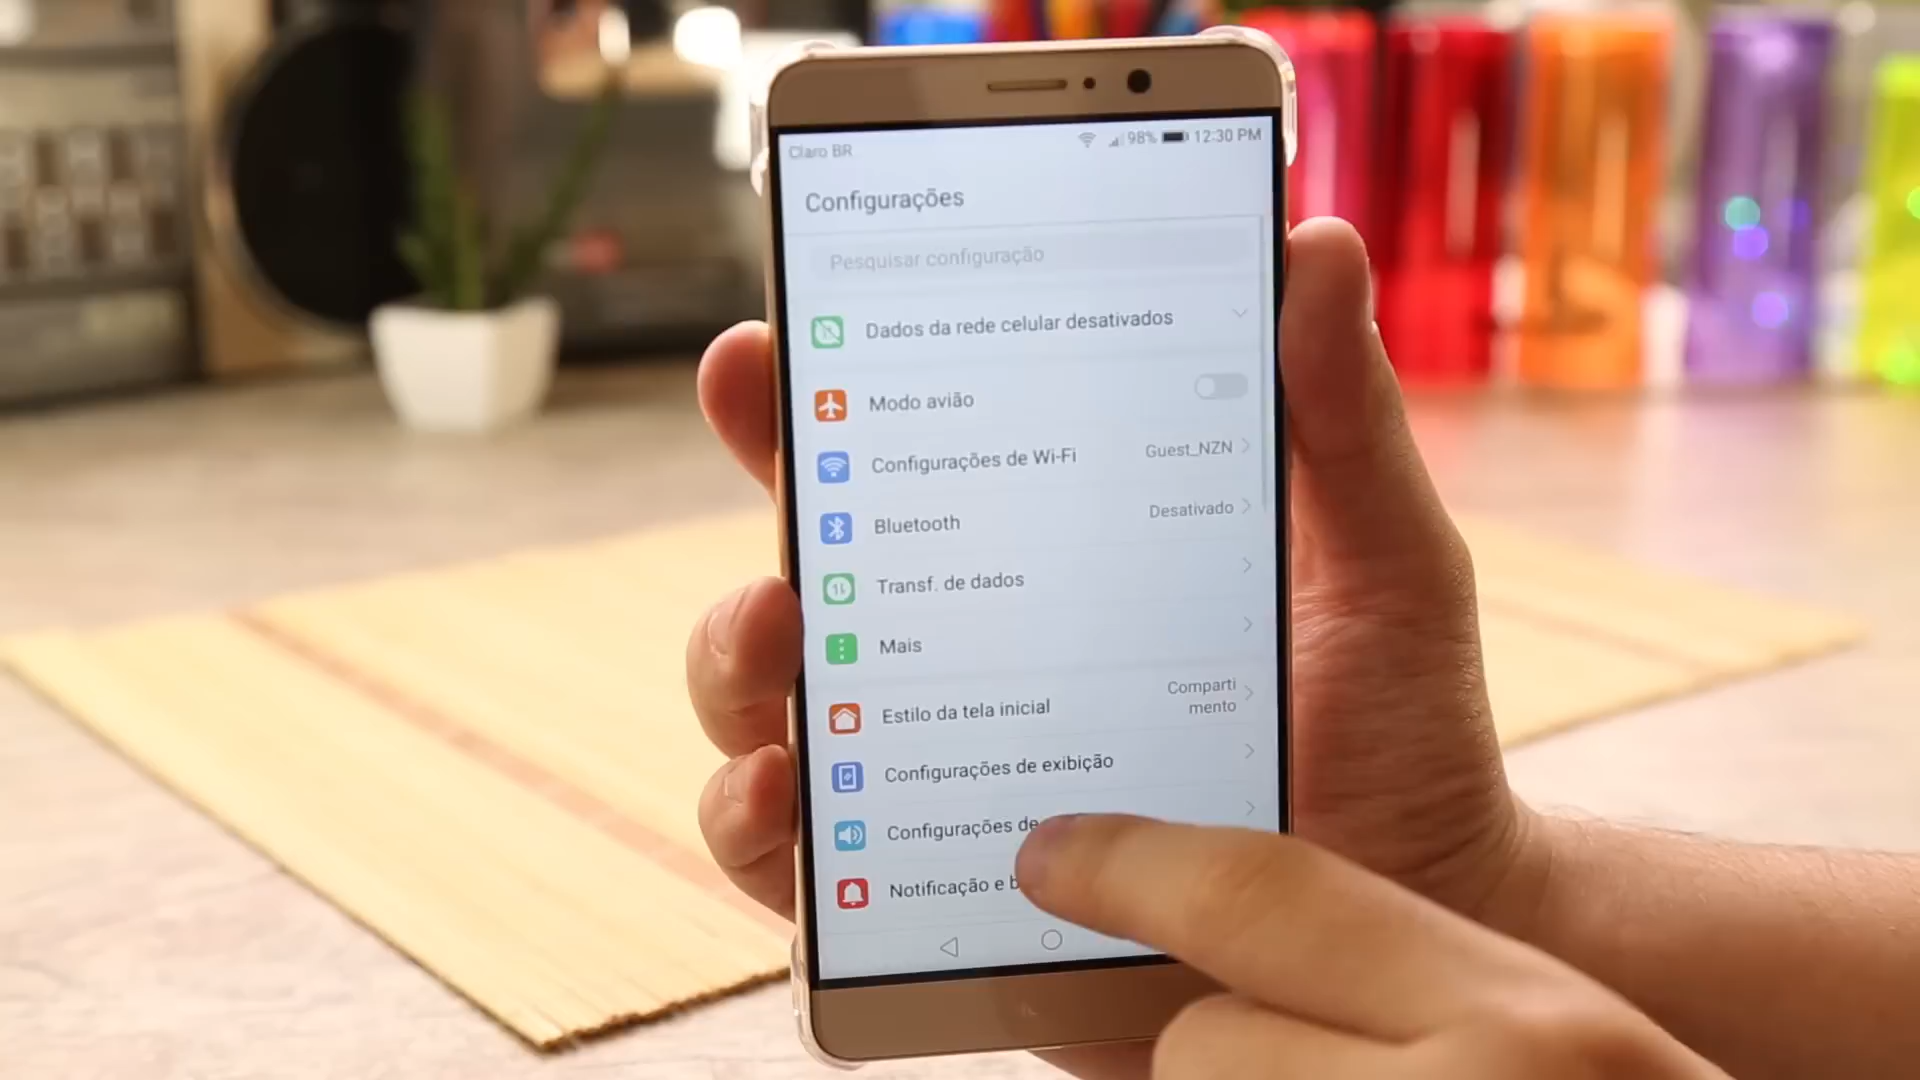 Claro BR 98% 12:30 PM
Configurações
Pesquisar configuração
Dados da rede celular desativados
Modo avião
Configurações de Wi-Fi Guest_NZN
Bluetooth Desativado
Transf. de dados
Mais
Estilo da tela inicial Comparti
mento
Configurações de exibição
Configurações de
Notificação e b